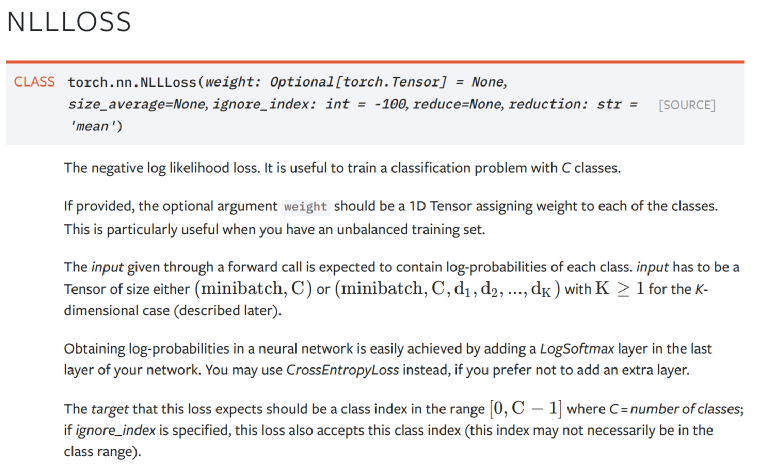 NLLLOSS
CLASS torch.nn.NLLLoss(weight: Optional[torch.Tensor] = None,
size_average=None, ignore_index: int = -100, reduce=None, reduction: str = [SOURCE]
'mean')
The negative log likelihood loss. It is useful to train a classification problem with C classes.
If provided, the optional argument weight should be a 1D Tensor assigning weight to each of the classes.
This is particularly useful when you have an unbalanced training set.
The input given through a forward call is expected to contain log-probabilities of each class. input has to be a
Tensor of size either (minibatch, C) or (minibatch, C, d₁, d₂, ..., d_K) with K ≥ 1 for the K-
dimensional case (described later).
Obtaining log-probabilities in a neural network is easily achieved by adding a LogSoftmax layer in the last
layer of your network. You may use CrossEntropyLoss instead, if you prefer not to add an extra layer.
The target that this loss expects should be a class index in the range [0, C − 1] where C = number of classes;
if ignore_index is specified, this loss also accepts this class index (this index may not necessarily be in the
class range).